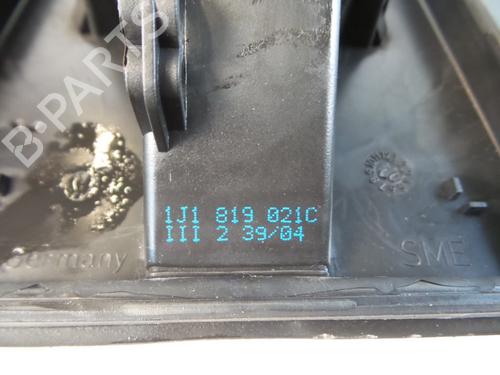 B-PARTS
1J1 819 021C
III 2 39/04
Germany
SME